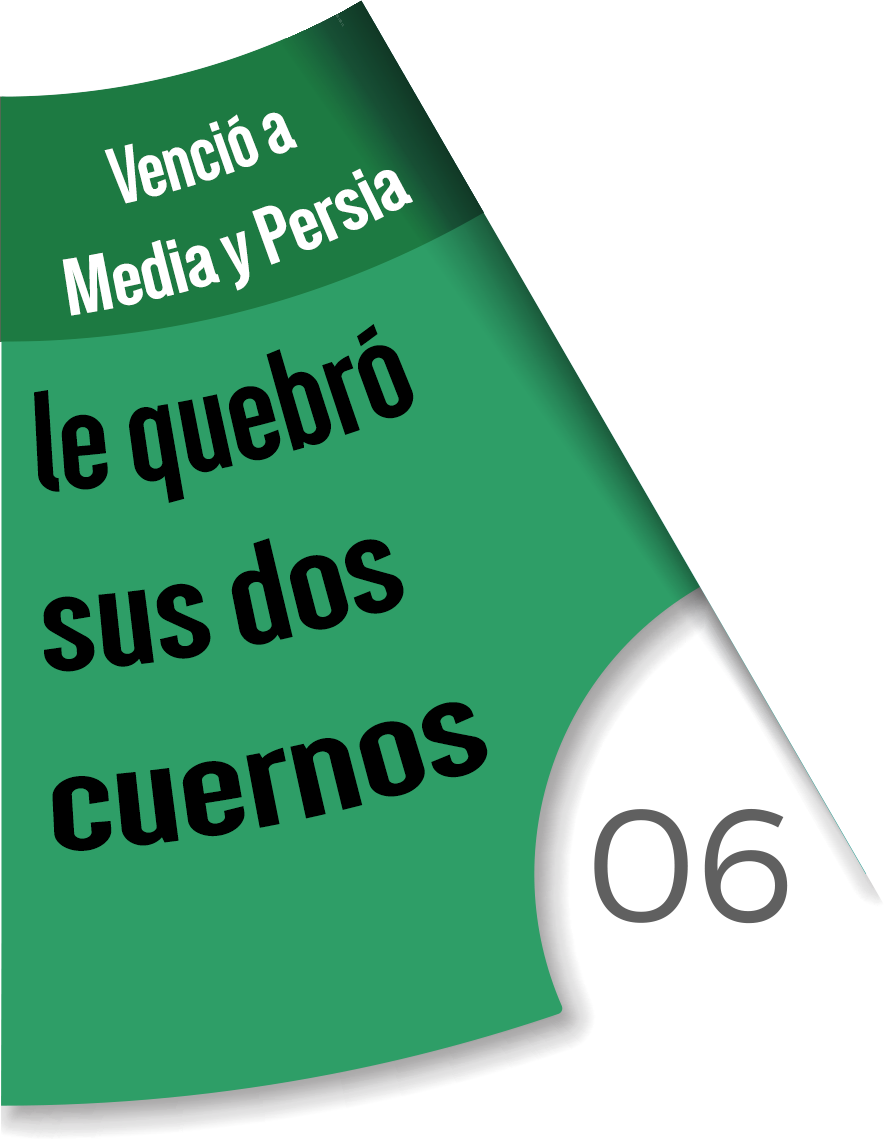 Venció a
Media y Persia
le quebró
sus dos
cuernos
06